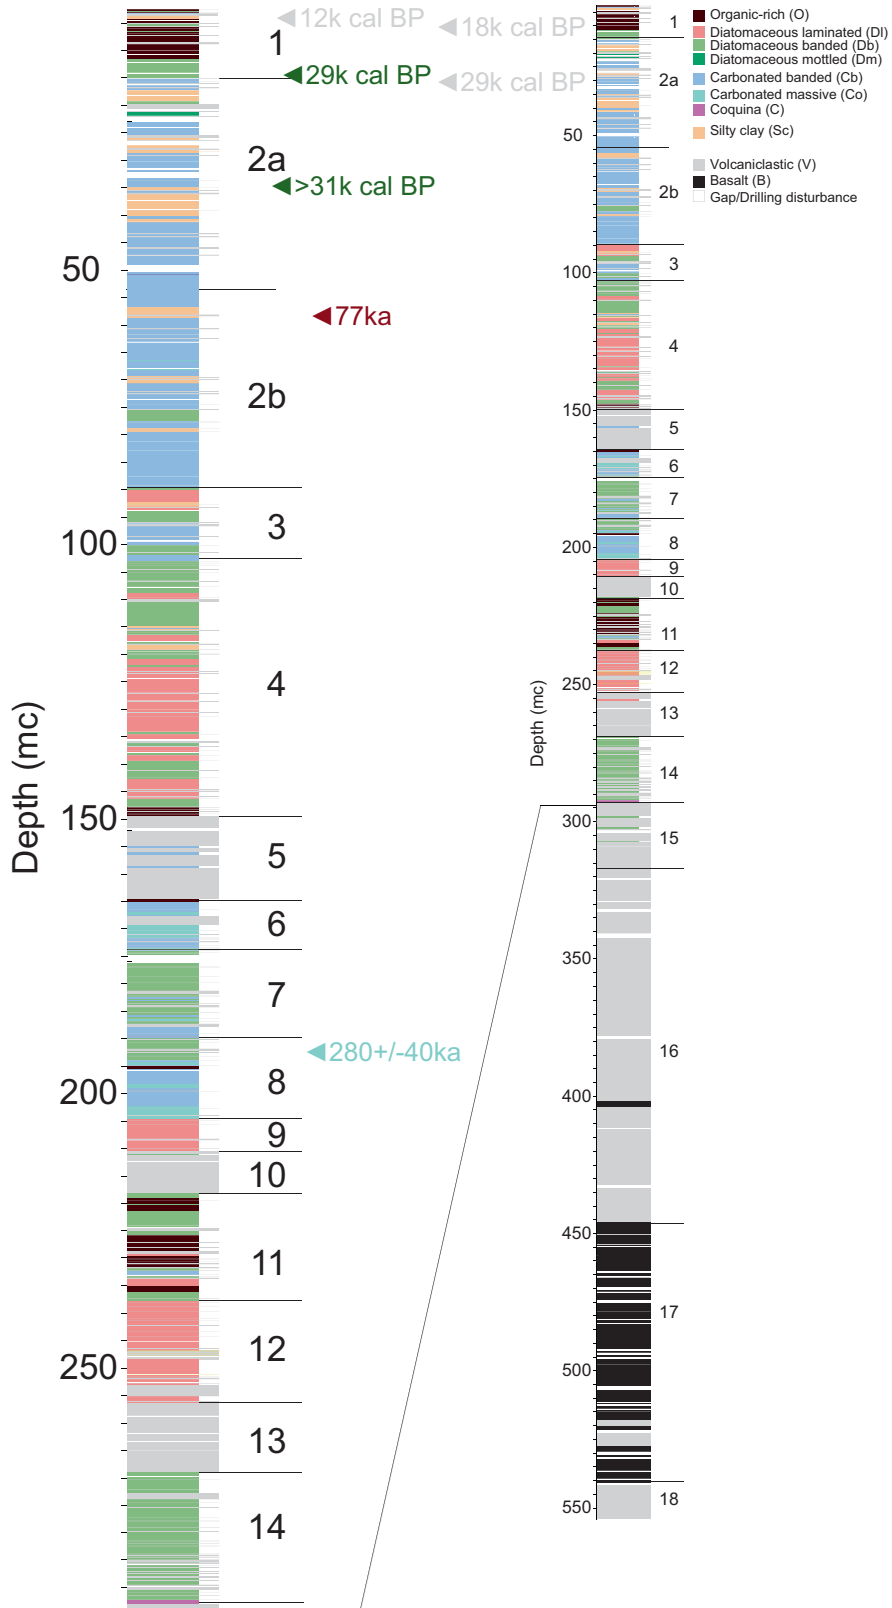 12k cal BP
18k cal BP
29k cal BP
29k cal BP
>31k cal BP
77ka
280+/-40ka
Depth (mc)
50
100
150
200
250
1
2a
2b
3
4
5
6
7
8
9
10
11
12
13
14
Depth (mc)
50
100
150
200
250
300
350
400
450
500
550
1
2a
2b
3
4
5
6
7
8
9
10
11
12
13
14
15
16
17
18
Organic-rich (O)
Diatomaceous laminated (Dl)
Diatomaceous banded (Db)
Diatomaceous mottled (Dm)
Carbonated banded (Cb)
Carbonated massive (Co)
Coquina (C)
Silty clay (Sc)
Volcaniclastic (V)
Basalt (B)
Gap/Drilling disturbance